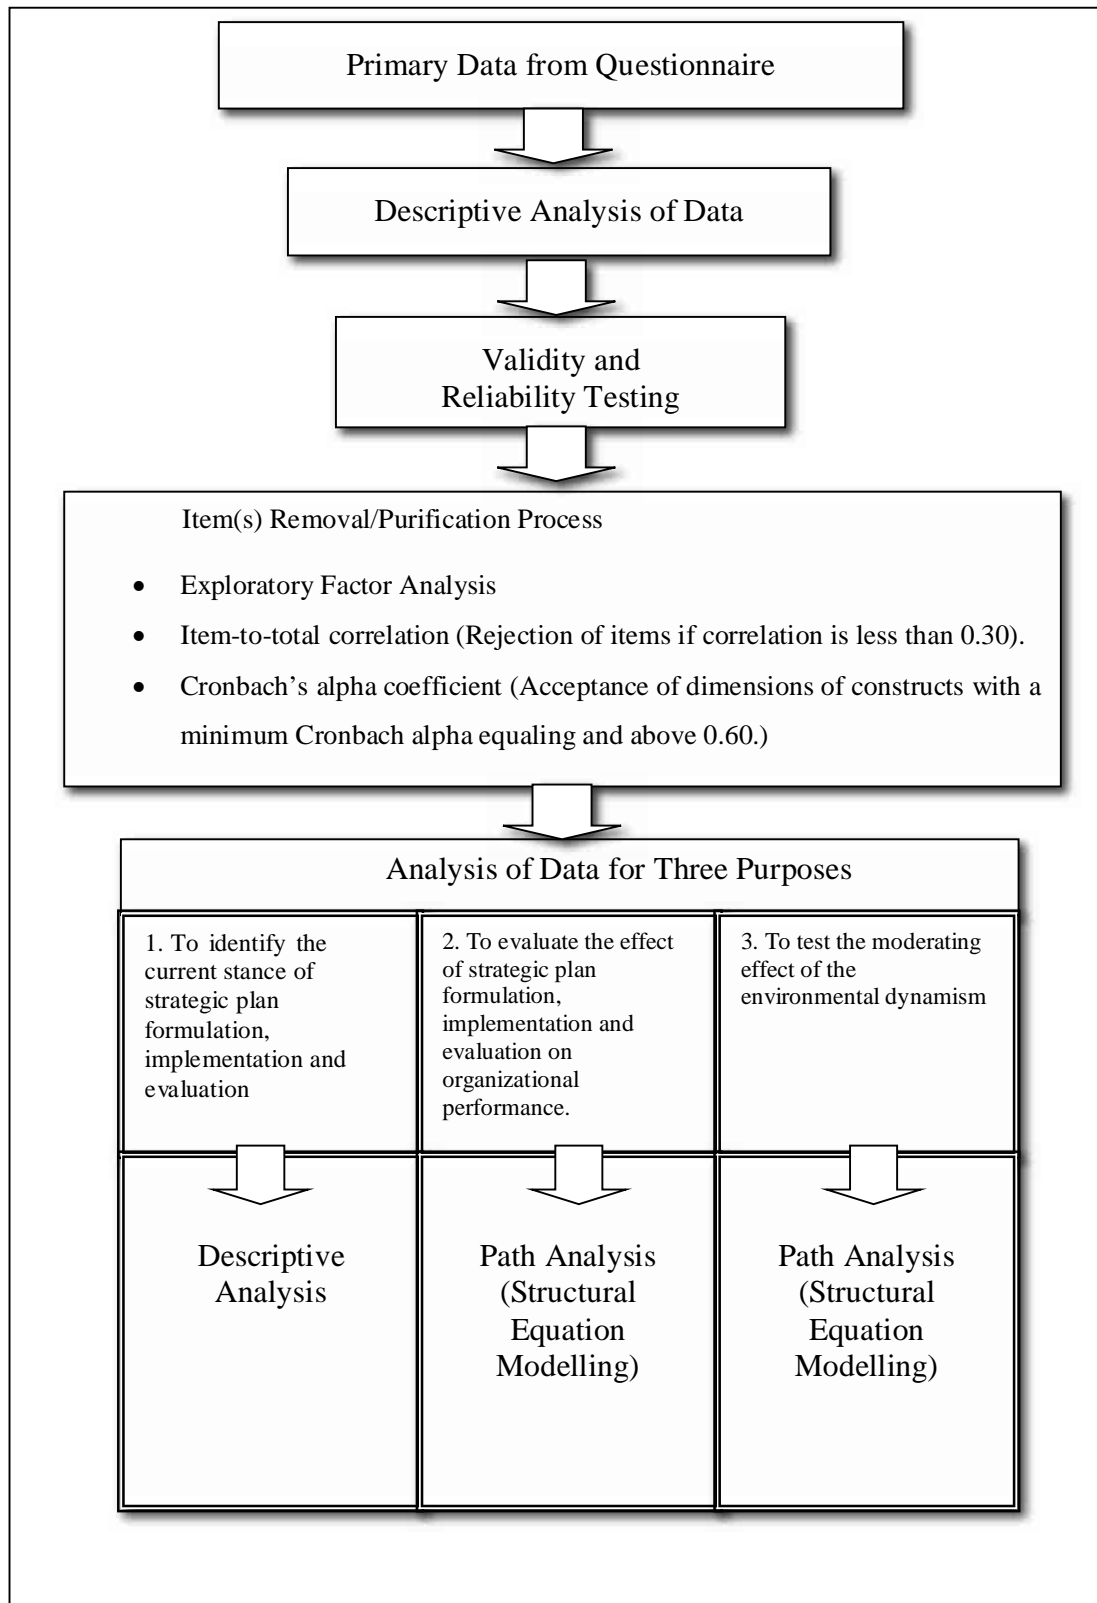 Primary Data from Questionnaire
Descriptive Analysis of Data
Validity and
Reliability Testing
Item(s) Removal/Purification Process
• Exploratory Factor Analysis
• Item-to-total correlation (Rejection of items if correlation is less than 0.30).
• Cronbach’s alpha coefficient (Acceptance of dimensions of constructs with a
minimum Cronbach alpha equaling and above 0.60.)
Analysis of Data for Three Purposes
1. To identify the
current stance of
strategic plan
formulation,
implementation and
evaluation
2. To evaluate the effect
of strategic plan
formulation,
implementation and
evaluation on
organizational
performance.
3. To test the moderating
effect of the
environmental dynamism
Descriptive
Analysis
Path Analysis
(Structural
Equation
Modelling)
Path Analysis
(Structural
Equation
Modelling)